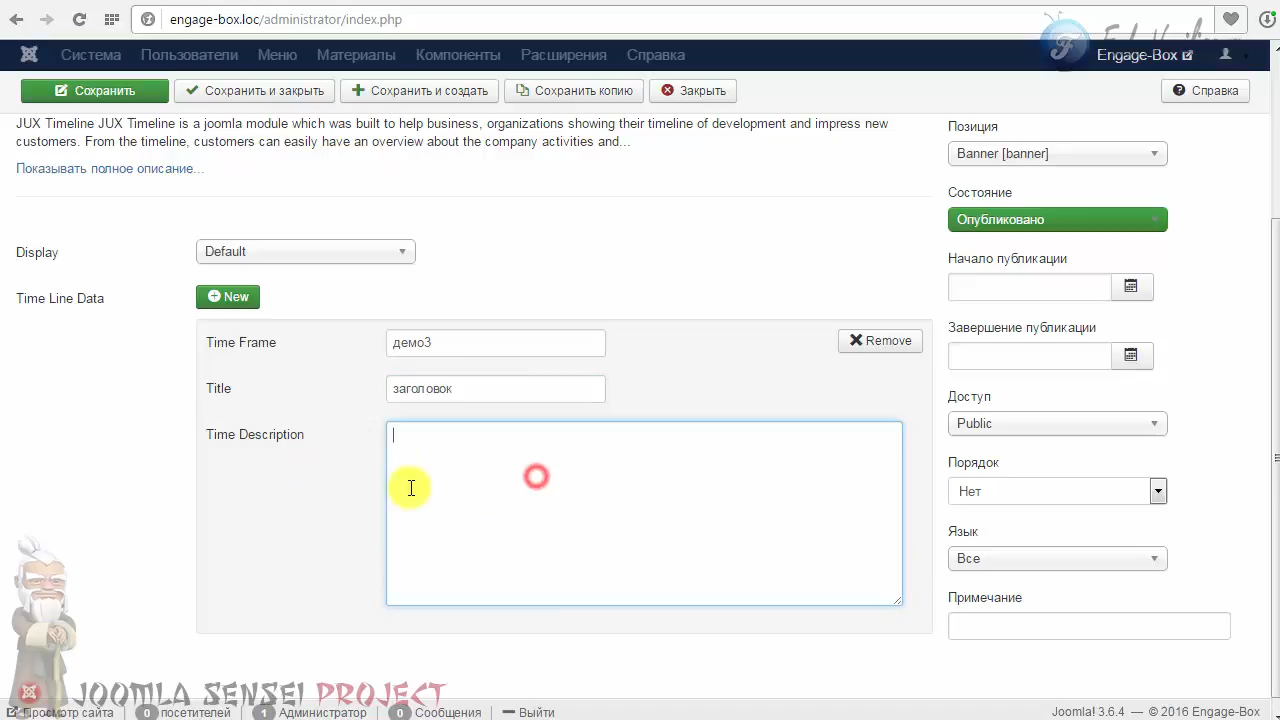 engage-box.loc/administrator/index.php
Система Пользователи Меню Материалы Компоненты Расширения Справка
Engage-Box
Сохранить
Сохранить и закрыть
Сохранить и создать
Сохранить копию
Закрыть
Справка
JUX Timeline JUX Timeline is a joomla module which was built to help business, organizations showing their timeline of development and impress new
customers. From the timeline, customers can easily have an overview about the company activities and...
Показывать полное описание...
Display
Default
Time Line Data
New
Time Frame
демо3
Remove
Title
заголовок
Time Description
Позиция
Banner [banner]
Состояние
Опубликовано
Начало публикации
Завершение публикации
Доступ
Public
Порядок
Нет
Язык
Все
Примечание
JOOMLA SENSEI PROJECT
Просмотр сайта 0 посетителей 1 Администратор 0 Сообщения Выйти
Joomla! 3.6.4 — © 2016 Engage-Box